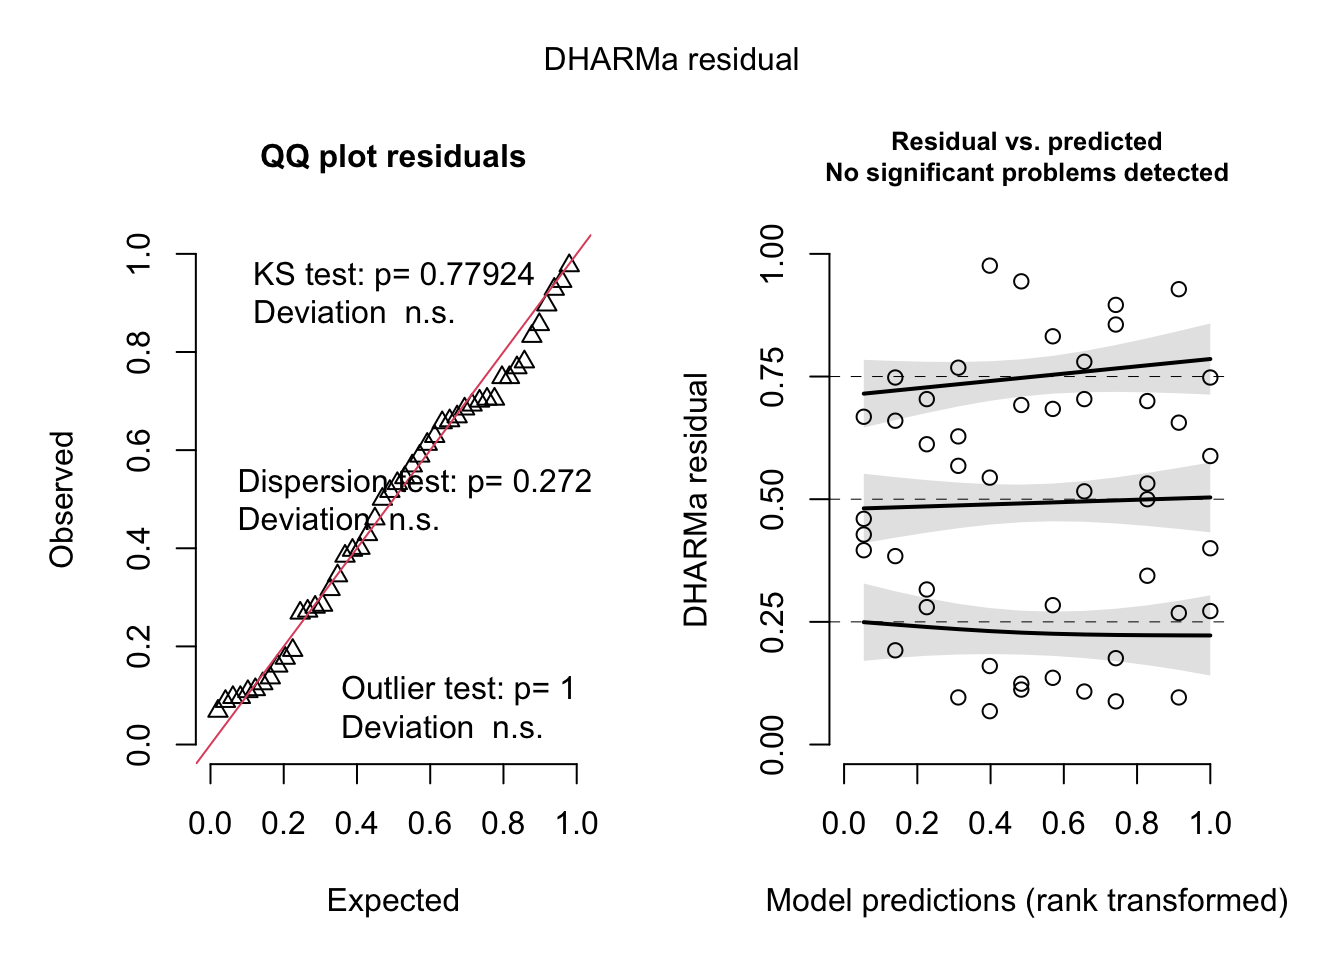 DHARMa residual
QQ plot residuals
KS test: p= 0.77924
Deviation  n.s.
Dispersion test: p= 0.272
Deviation  n.s.
Outlier test: p= 1
Deviation  n.s.
Observed
0.0 0.2 0.4 0.6 0.8 1.0
0.0 0.2 0.4 0.6 0.8 1.0
Expected
Residual vs. predicted
No significant problems detected
DHARMa residual
0.00 0.25 0.50 0.75 1.00
0.0 0.2 0.4 0.6 0.8 1.0
Model predictions (rank transformed)